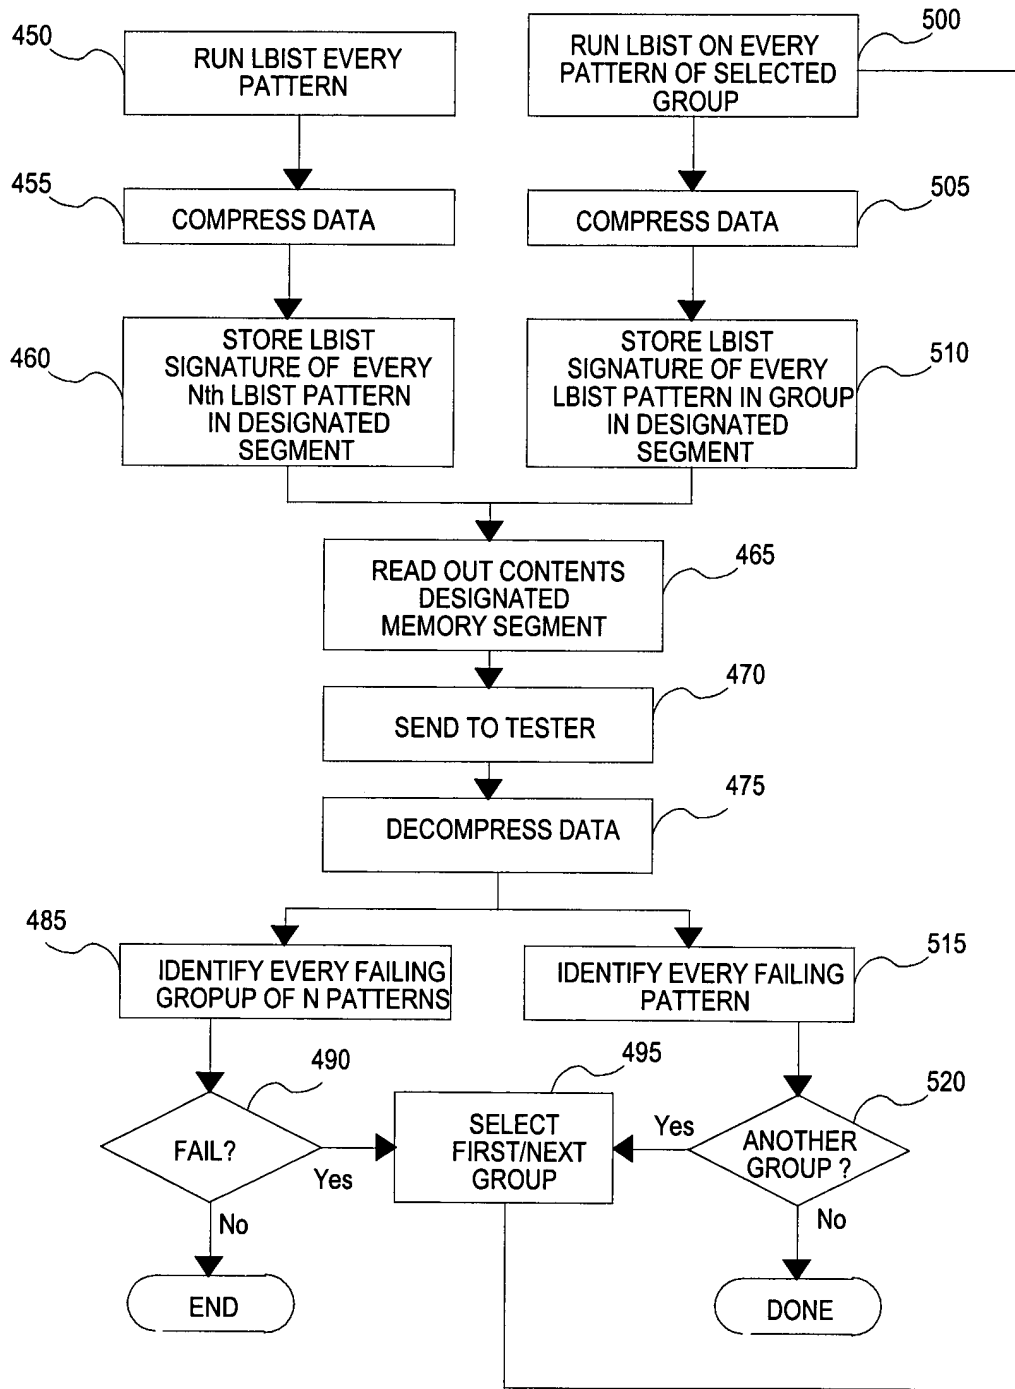 450
RUN LBIST EVERY
PATTERN
500
RUN LBIST ON EVERY
PATTERN OF SELECTED
GROUP
455
COMPRESS DATA
505
COMPRESS DATA
460
STORE LBIST
SIGNATURE OF EVERY
Nth LBIST PATTERN
IN DESIGNATED
SEGMENT
510
STORE LBIST
SIGNATURE OF EVERY
LBIST PATTERN IN GROUP
IN DESIGNATED
SEGMENT
465
READ OUT CONTENTS
DESIGNATED
MEMORY SEGMENT
470
SEND TO TESTER
475
DECOMPRESS DATA
485
IDENTIFY EVERY FAILING
GROPUP OF N PATTERNS
515
IDENTIFY EVERY FAILING
PATTERN
490
FAIL?
Yes
No
END
495
SELECT
FIRST/NEXT
GROUP
520
ANOTHER
GROUP ?
Yes
No
DONE